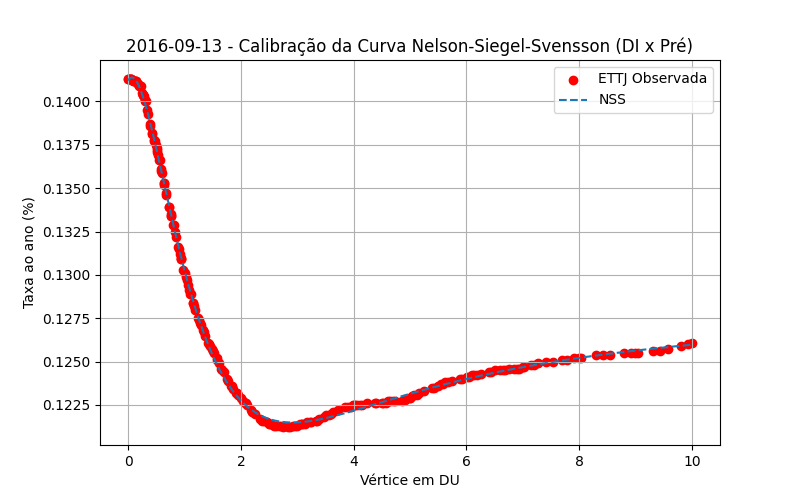 2016-09-13 - Calibração da Curva Nelson-Siegel-Svensson (DI x Pré)
ETTJ Observada
NSS
Taxa ao ano (%)
0.1400
0.1375
0.1350
0.1325
0.1300
0.1275
0.1250
0.1225
0 2 4 6 8 10
Vértice em DU